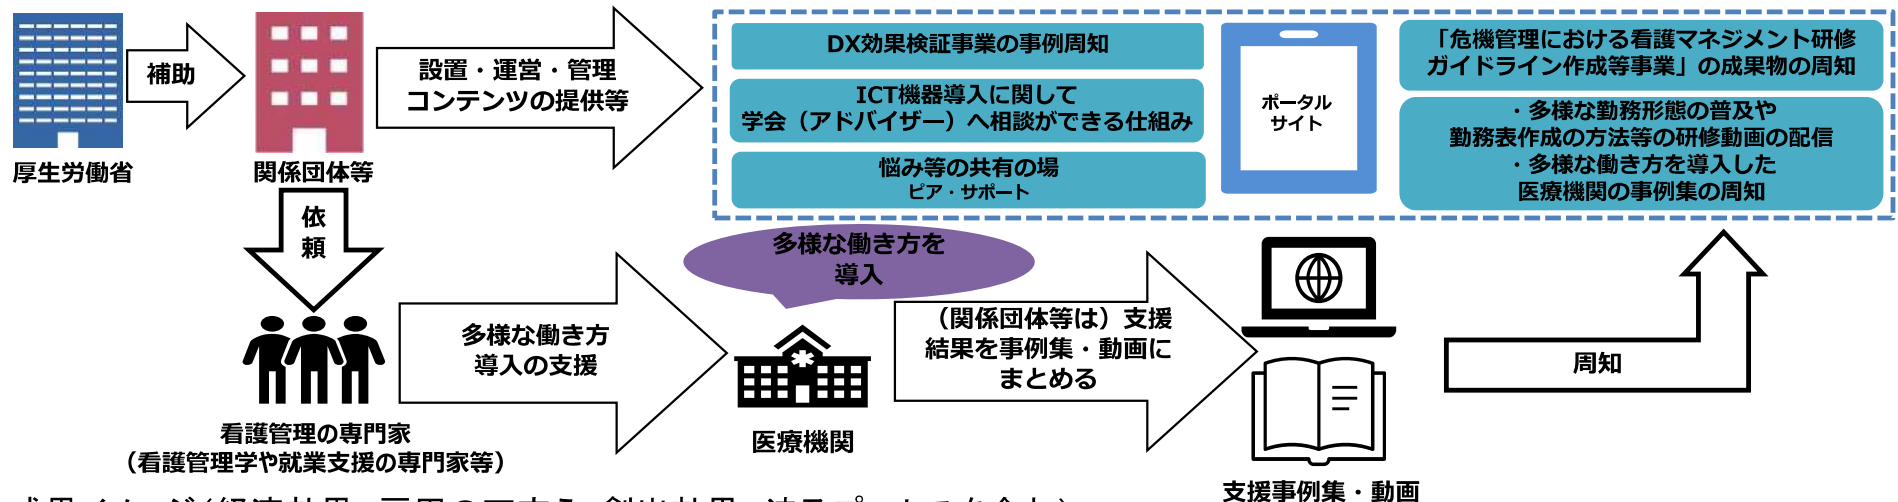 厚生労働省
補助
関係団体等
設置・運営・管理
コンテンツの提供等
DX効果検証事業の事例周知
ICT機器導入に関して
学会（アドバイザー）へ相談ができる仕組み
悩み等の共有の場
ピア・サポート
ポータル
サイト
「危機管理における看護マネジメント研修
ガイドライン作成等事業」の成果物の周知
・多様な勤務形態の普及や
勤務表作成の方法等の研修動画の配信
・多様な働き方を導入した
医療機関の事例集の周知
依
頼
看護管理の専門家
（看護管理学や就業支援の専門家等）
多様な働き方
導入の支援
多様な働き方を
導入
医療機関
（関係団体等は）支援
結果を事例集・動画に
まとめる
支援事例集・動画
周知